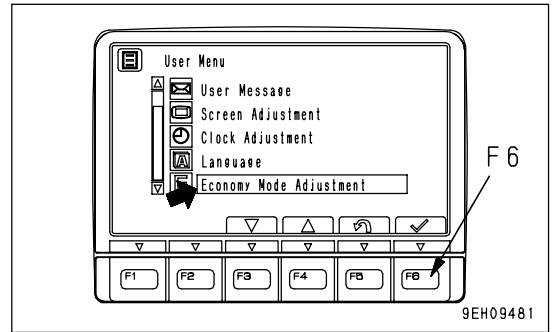 User Menu
User Message
Screen Adjustment
Clock Adjustment
A Language
E Economy Mode Adjustment
F6
F1 F2 F3 F4 F5 F6
9EH09481